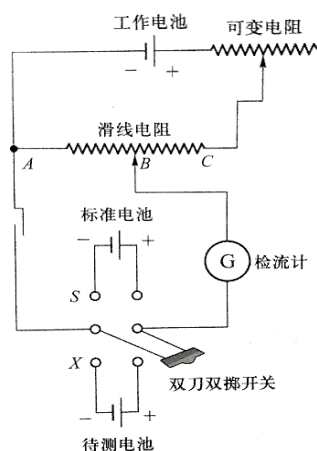 工作电池
可变电阻
− +
滑线电阻
A B C
标准电池
− +
G 检流计
S
X
双刀双掷开关
− +
待测电池